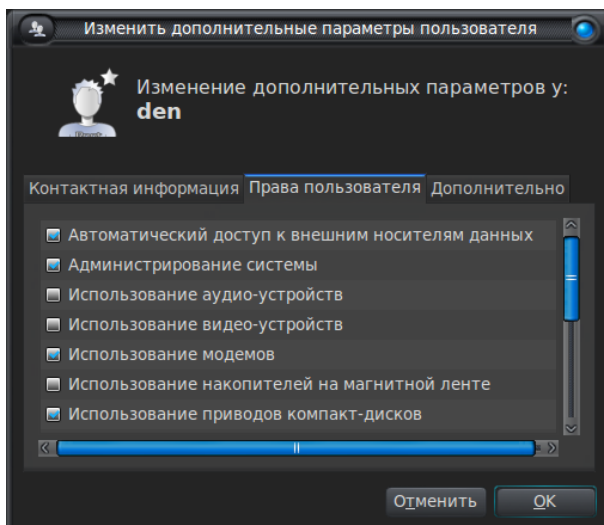 Изменить дополнительные параметры пользователя
Изменение дополнительных параметров у:
den
Контактная информация Права пользователя Дополнительно
Автоматический доступ к внешним носителям данных
Администрирование системы
Использование аудио-устройств
Использование видео-устройств
Использование модемов
Использование накопителей на магнитной ленте
Использование приводов компакт-дисков
Отменить OK